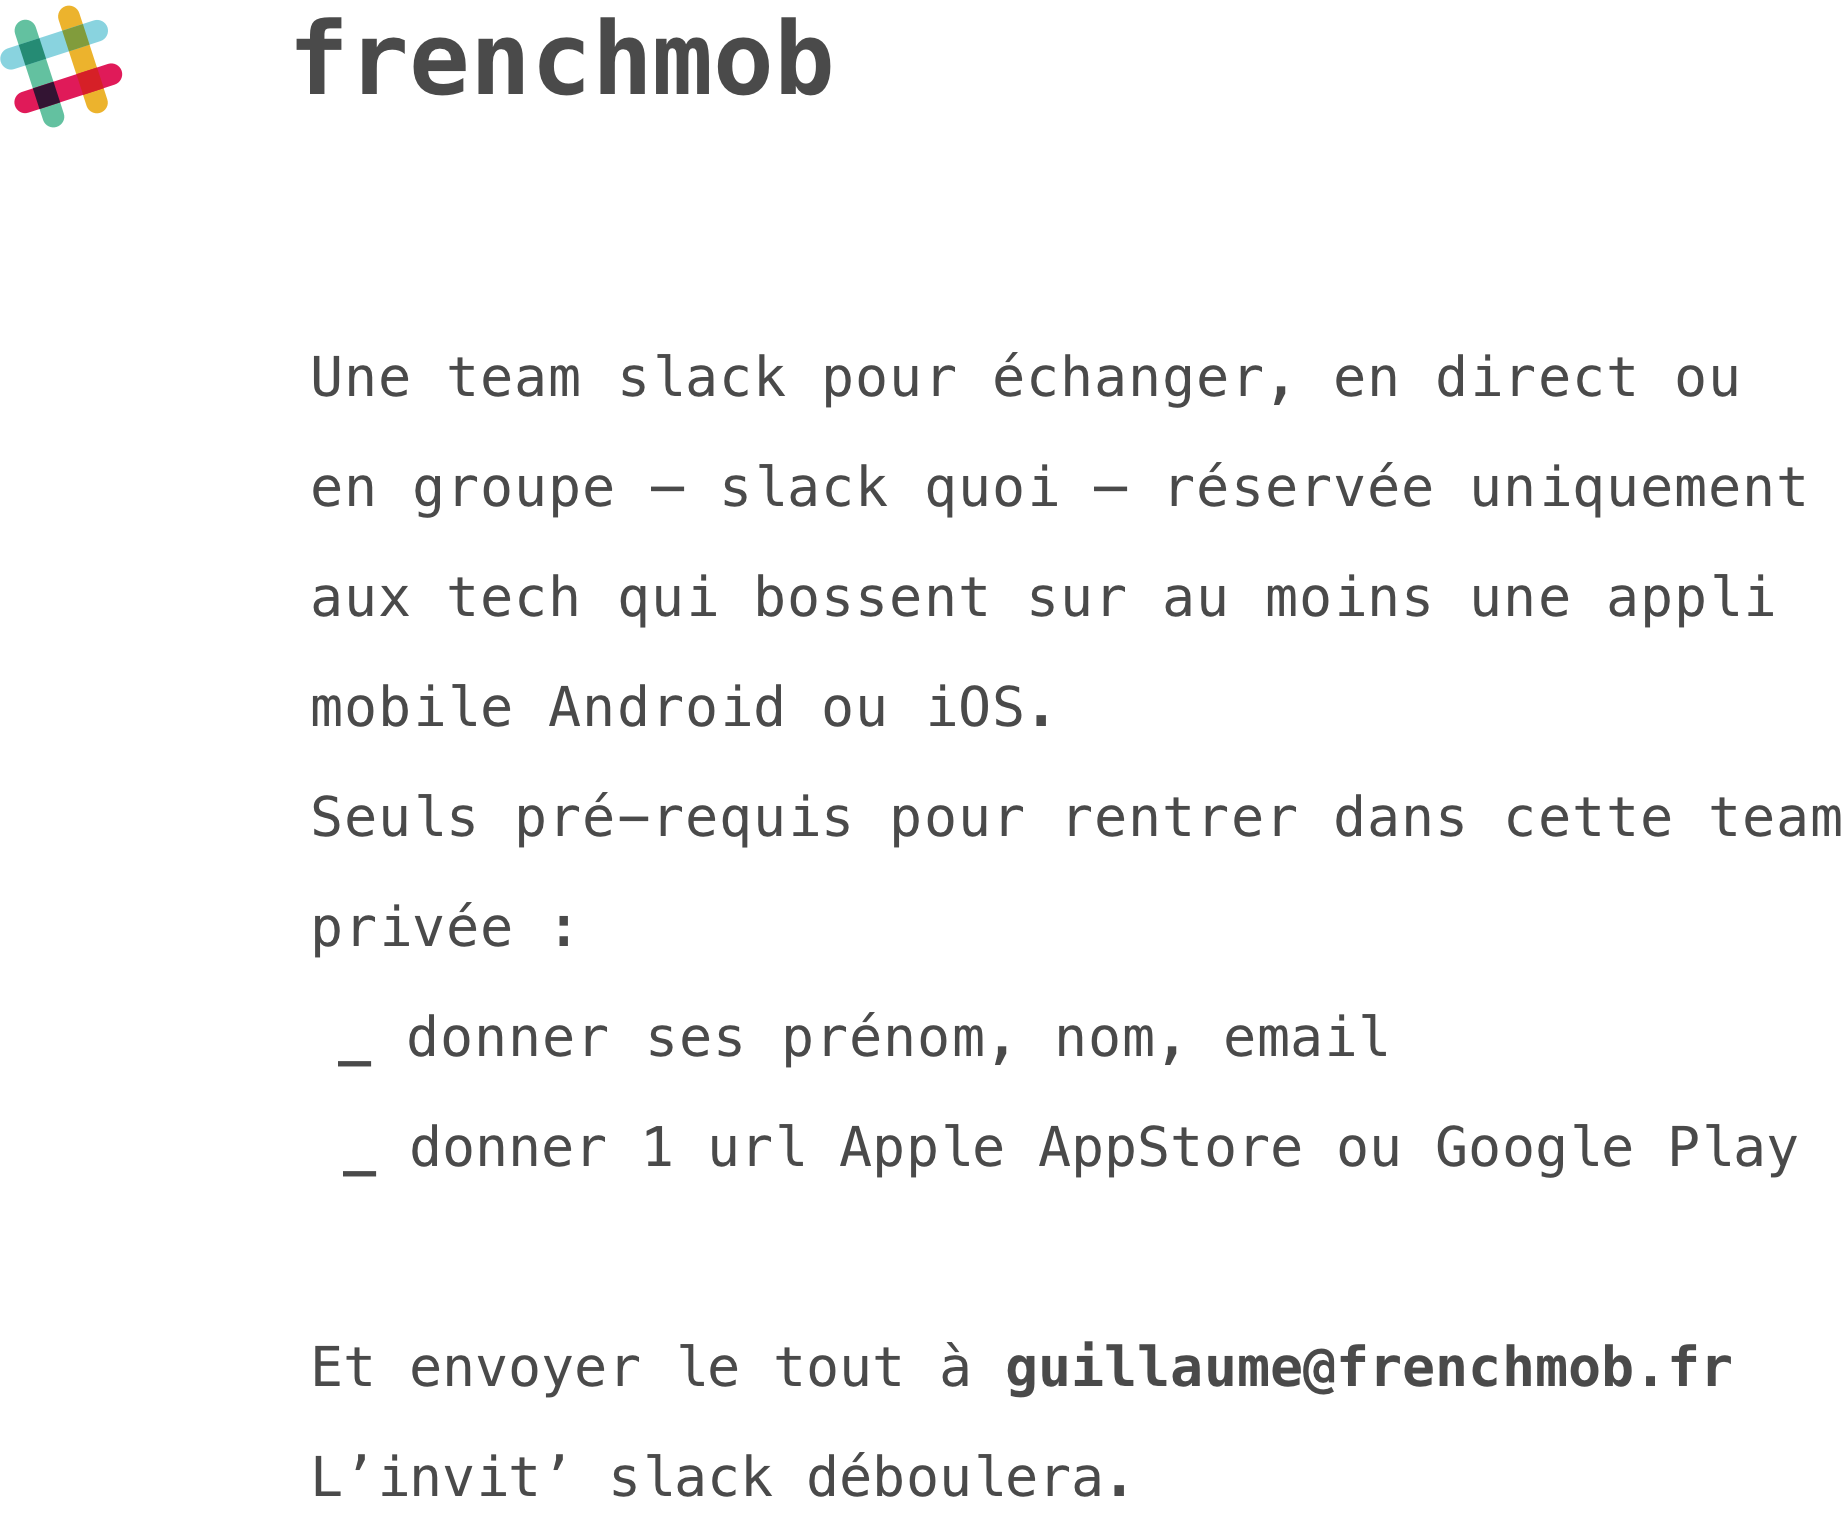 frenchmob
Une team slack pour échanger, en direct ou
en groupe – slack quoi – réservée uniquement
aux tech qui bossent sur au moins une appli
mobile Android ou iOS.
Seuls pré-requis pour rentrer dans cette team
privée :
_ donner ses prénom, nom, email
_ donner 1 url Apple AppStore ou Google Play
Et envoyer le tout à guillaume@frenchmob.fr
L’invit’ slack déboulera.